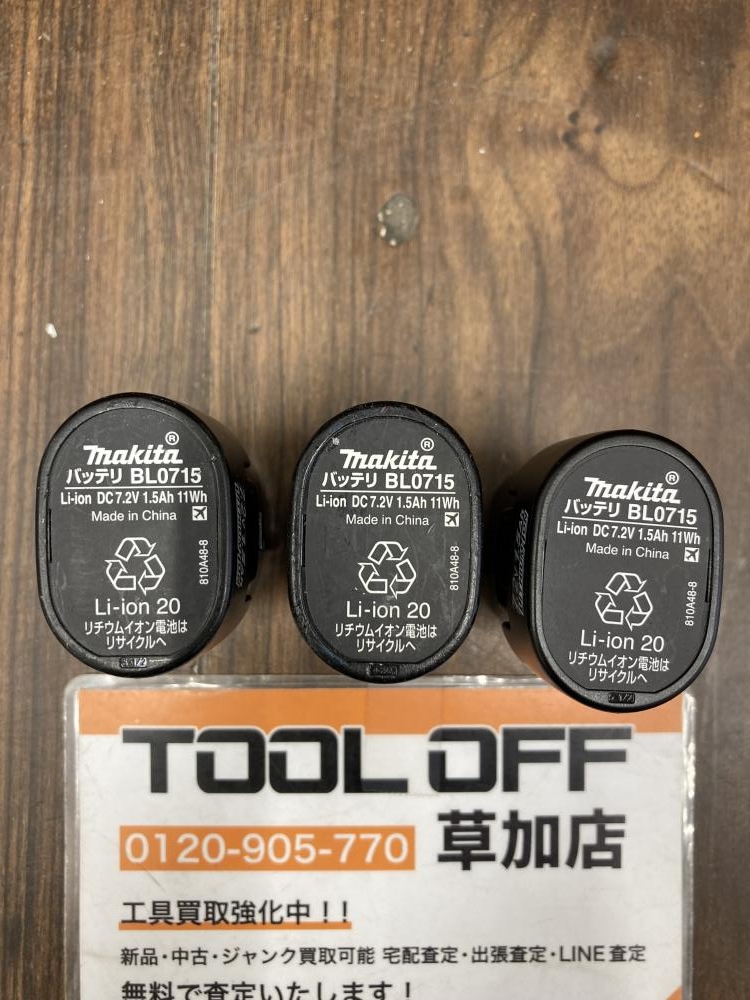 makita®
バッテリ BL0715
Li-ion DC 7.2V 1.5Ah 11Wh
Made in China
810A48-8
Li-ion 20
リチウムイオン電池は
リサイクルへ
makita®
バッテリ BL0715
Li-ion DC 7.2V 1.5Ah 11Wh
Made in China
810A48-8
Li-ion 20
リチウムイオン電池は
リサイクルへ
makita®
バッテリ BL0715
Li-ion DC 7.2V 1.5Ah 11Wh
Made in China
810A48-8
Li-ion 20
リチウムイオン電池は
リサイクルへ
TOOL OFF
0120-905-770 草加店
工具買取強化中!!
新品・中古・ジャンク買取可能 宅配査定・出張査定・LINE査定
無料で査定いたします!